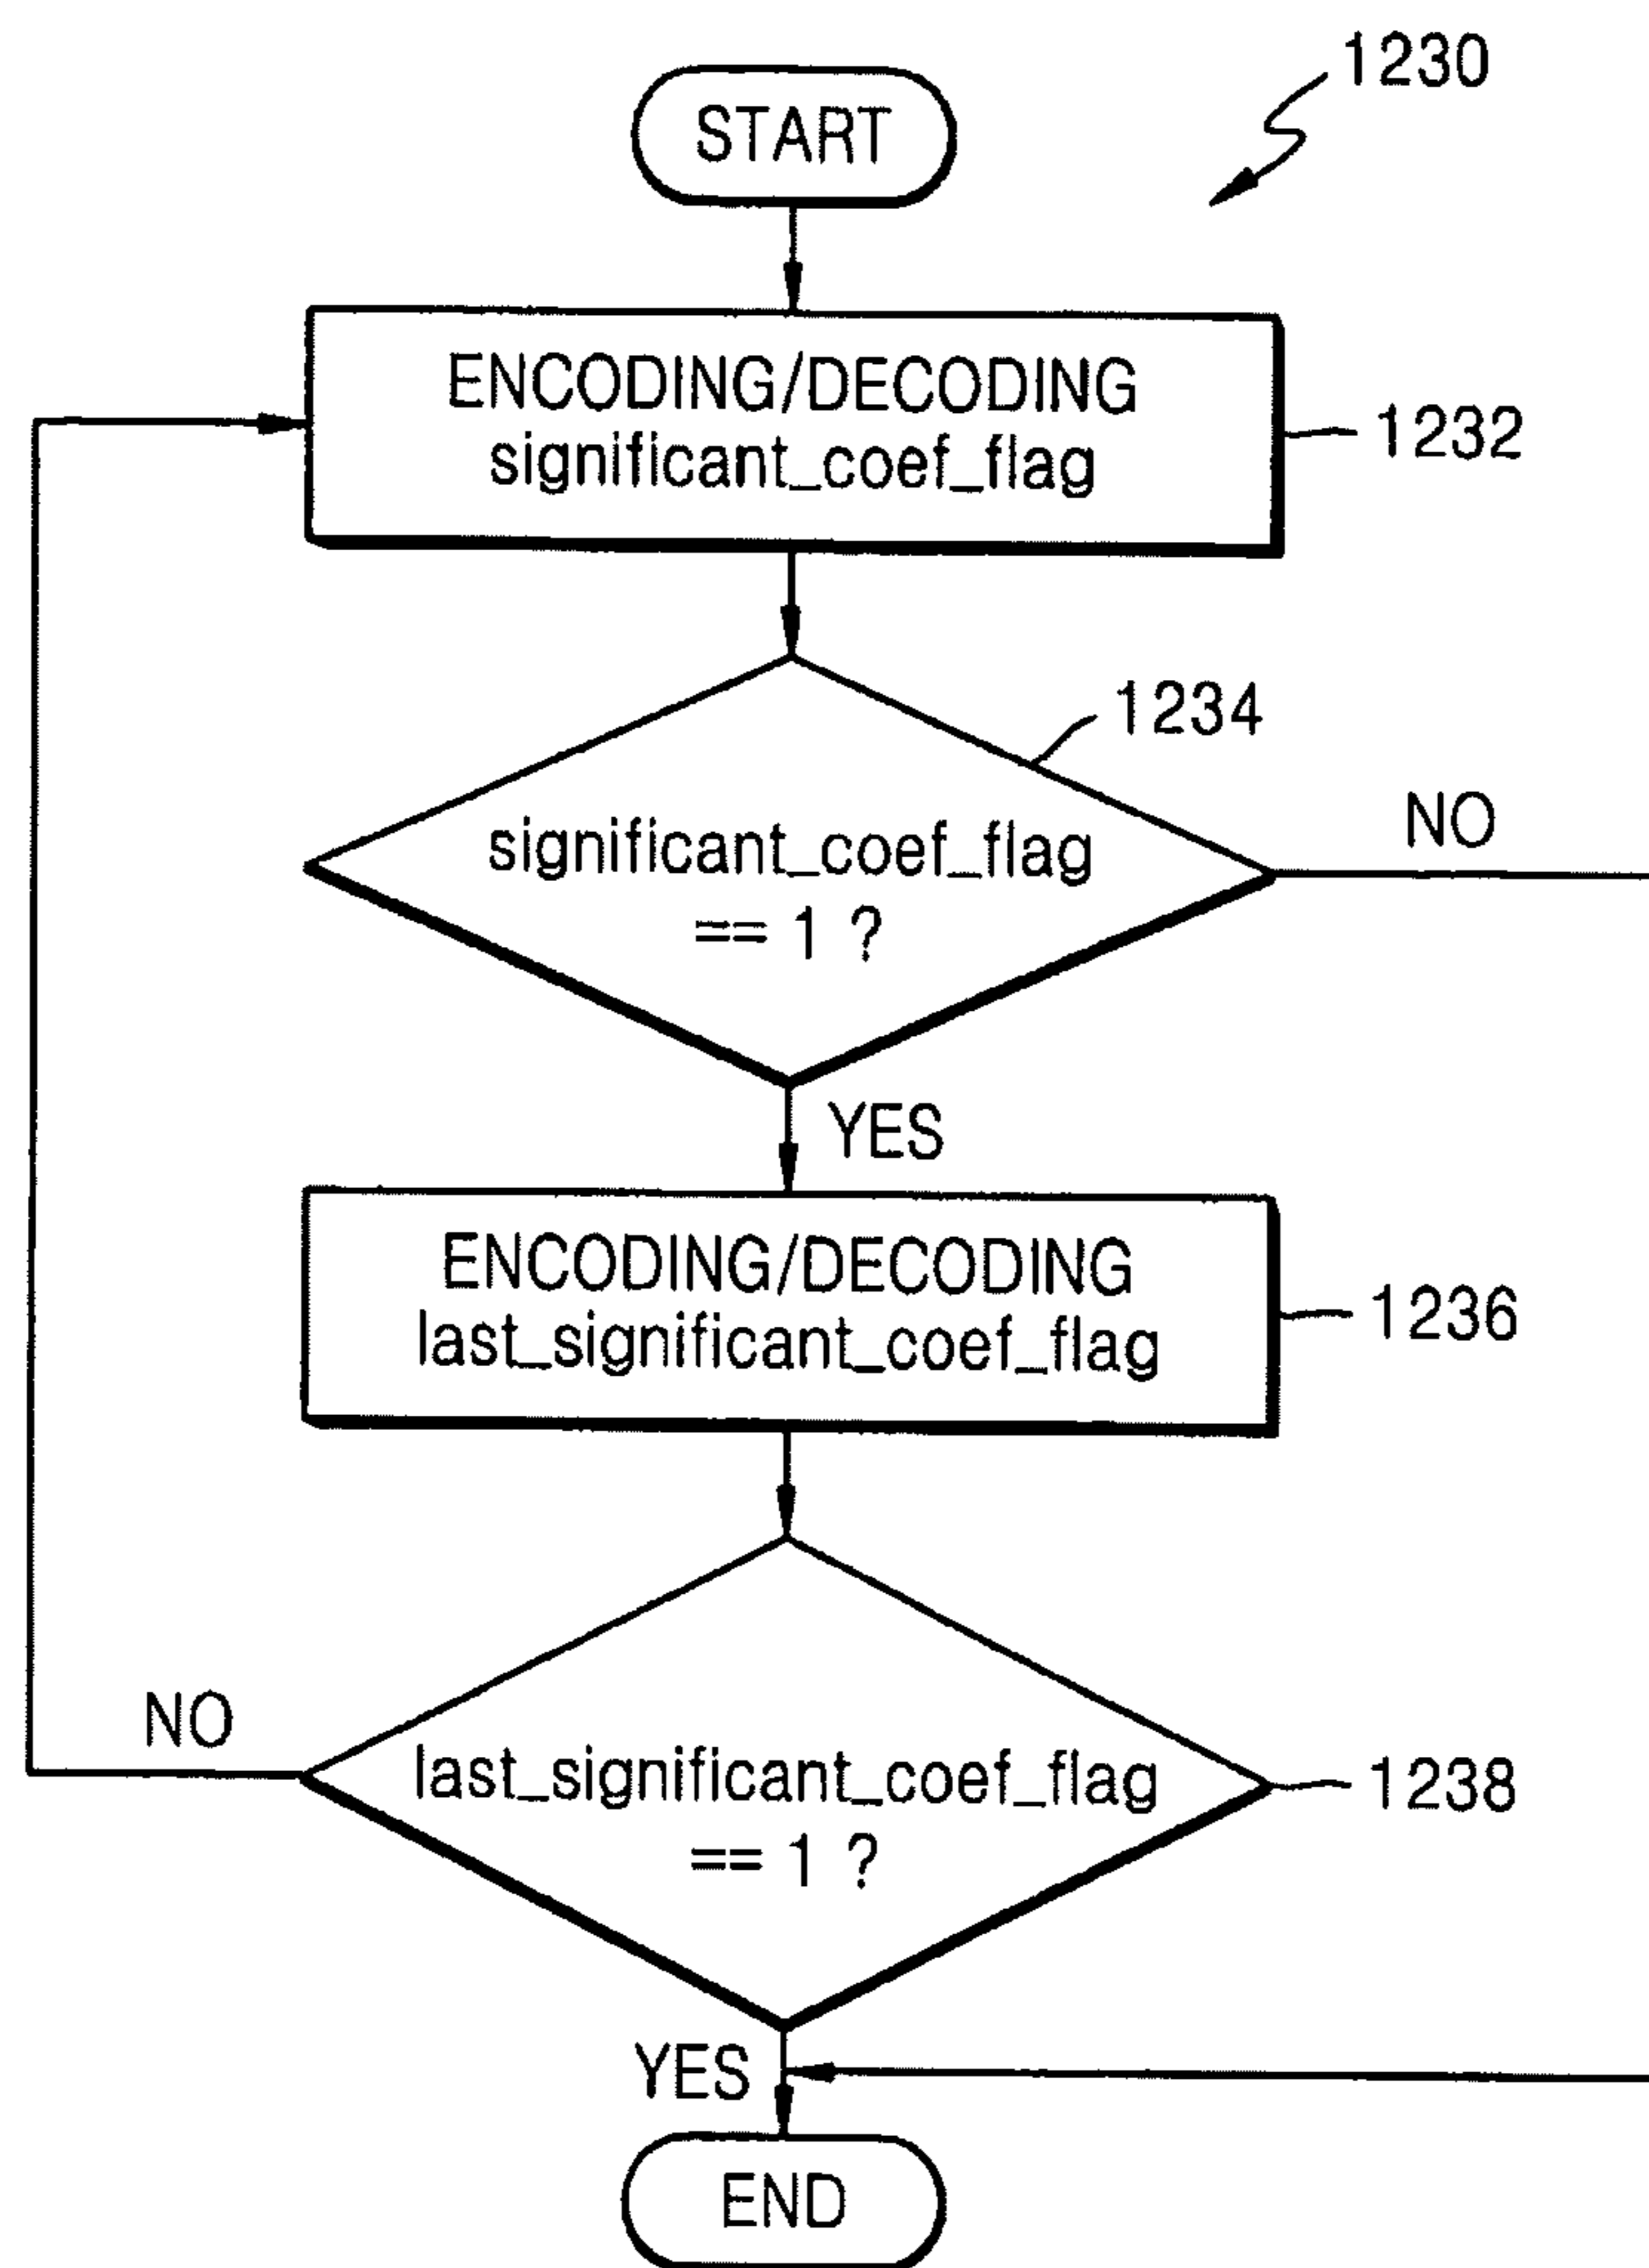 1230
START
ENCODING/DECODING
significant_coef_flag
1232
1234
significant_coef_flag
== 1 ?
NO
YES
ENCODING/DECODING
last_significant_coef_flag
1236
NO
last_significant_coef_flag
== 1 ?
1238
YES
END